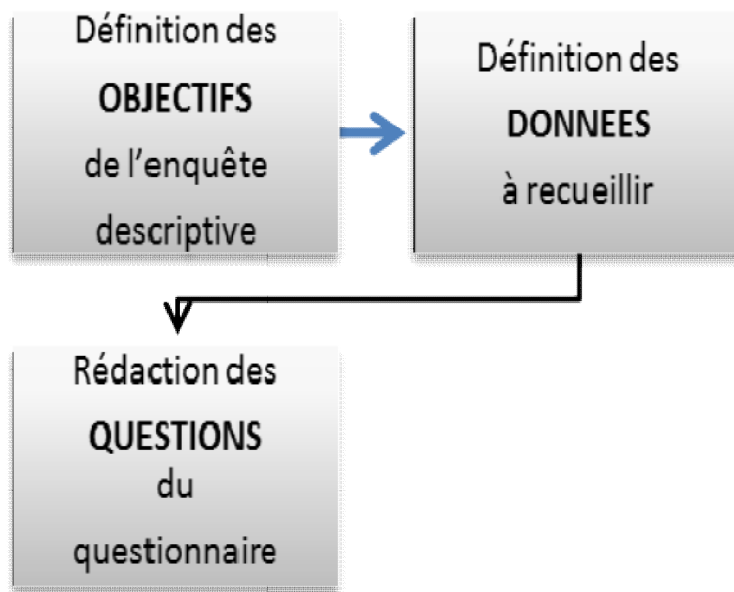 Définition des
OBJECTIFS
de l'enquête
descriptive
Définition des
DONNEES
à recueillir
Rédaction des
QUESTIONS
du
questionnaire